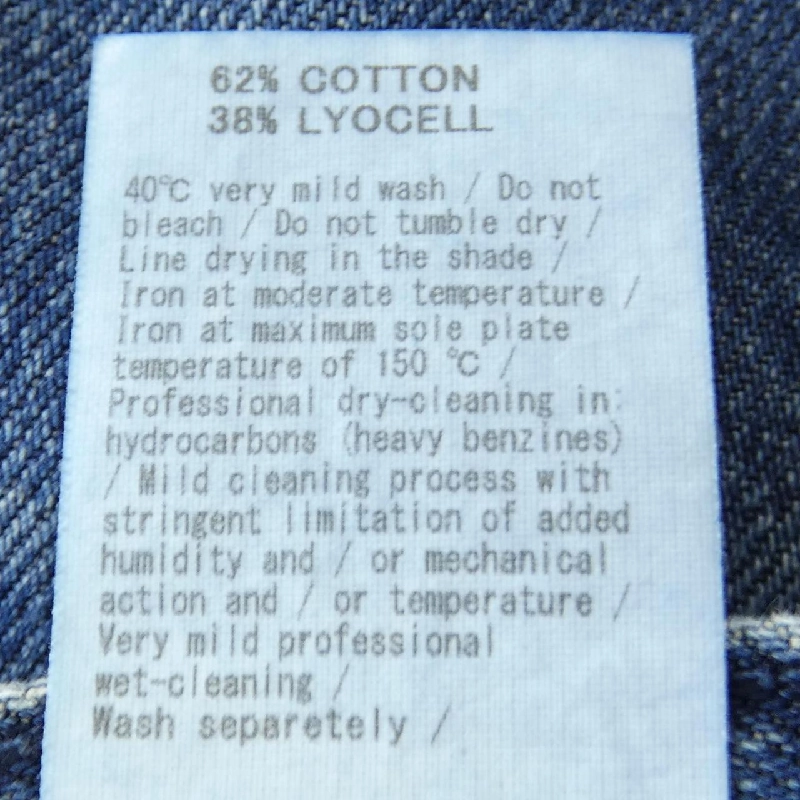 62% COTTON
38% LYOCELL
40℃ very mild wash / Do not
bleach / Do not tumble dry /
Line drying in the shade /
Iron at moderate temperature /
Iron at maximum sole plate
temperature of 150 ℃ /
Professional dry-cleaning in:
hydrocarbons (heavy benzines)
/ Mild cleaning process with
stringent limitation of added
humidity and / or mechanical
action and / or temperature /
Very mild professional
wet-cleaning /
Wash separetely /